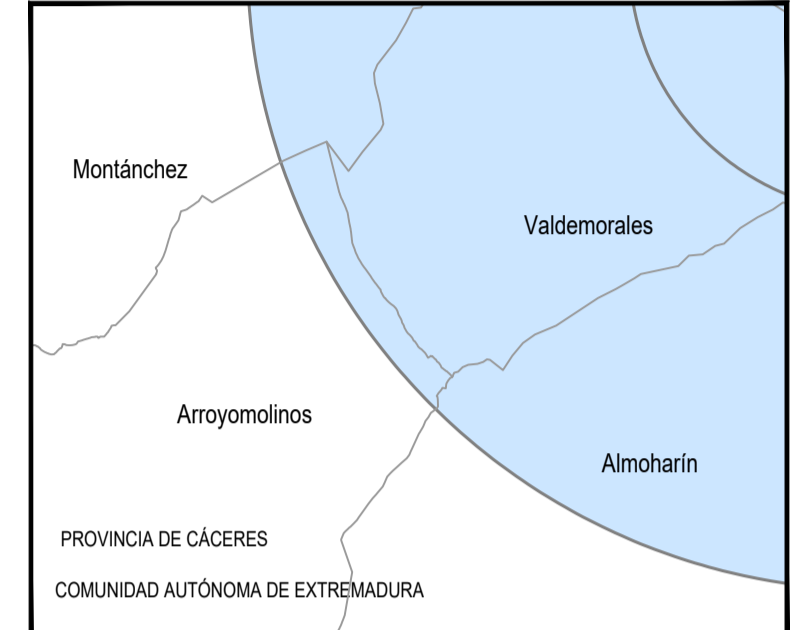 Montánchez
Valdemorales
Arroyomolinos
Almoharín
PROVINCIA DE CÁCERES
COMUNIDAD AUTÓNOMA DE EXTREMADURA